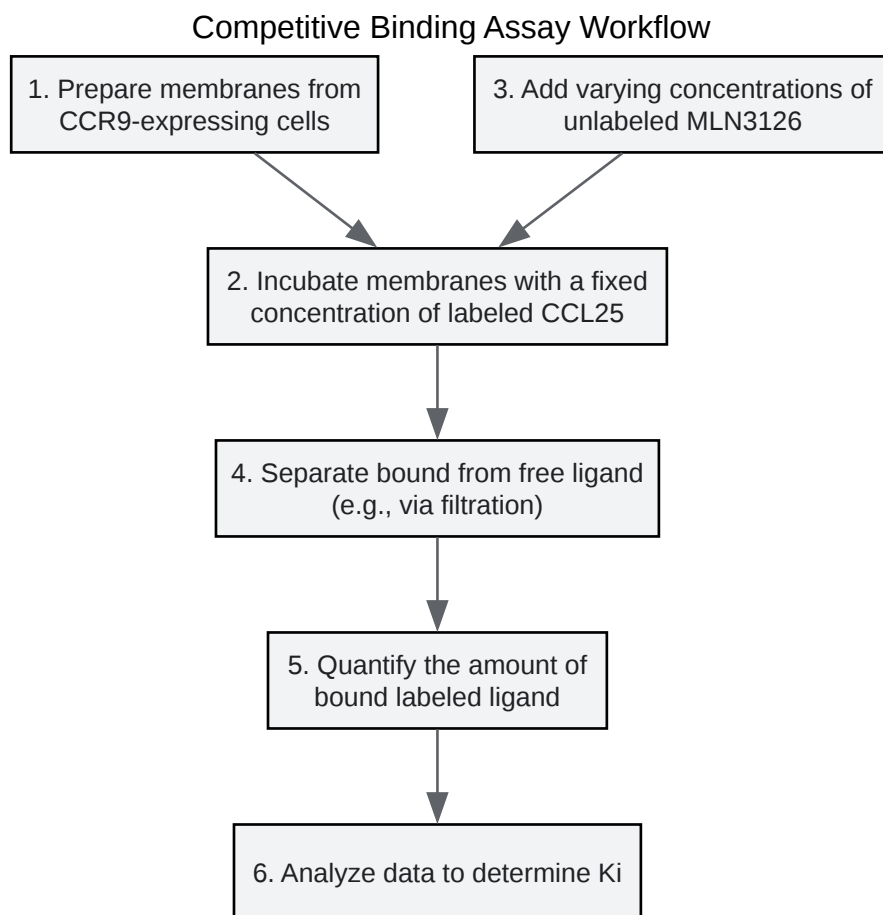 Competitive Binding Assay Workflow
1. Prepare membranes from
CCR9-expressing cells
3. Add varying concentrations of
unlabeled MLN3126
2. Incubate membranes with a fixed
concentration of labeled CCL25
4. Separate bound from free ligand
(e.g., via filtration)
5. Quantify the amount of
bound labeled ligand
6. Analyze data to determine Ki